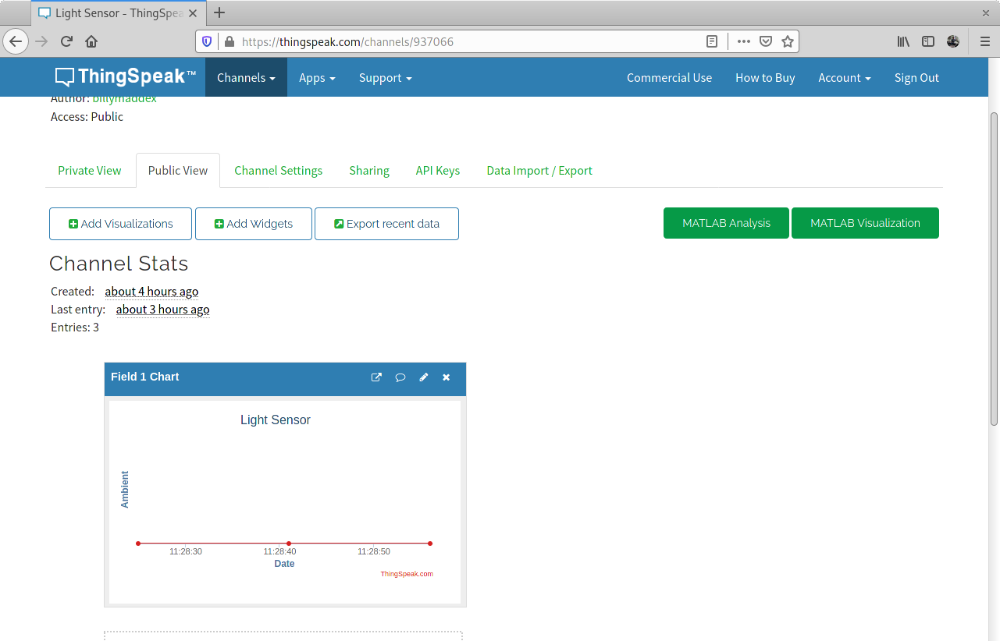 Light Sensor - ThingSpea
https://thingspeak.com/channels/937066
ThingSpeak™ Channels Apps Support Commercial Use How to Buy Account Sign Out
Author: billymaddex
Access: Public
Private View Public View Channel Settings Sharing API Keys Data Import / Export
Add Visualizations Add Widgets Export recent data MATLAB Analysis MATLAB Visualization
Channel Stats
Created: about 4 hours ago
Last entry: about 3 hours ago
Entries: 3
Field 1 Chart
Light Sensor
Ambient
11:28:30 11:28:40 11:28:50
Date
ThingSpeak.com